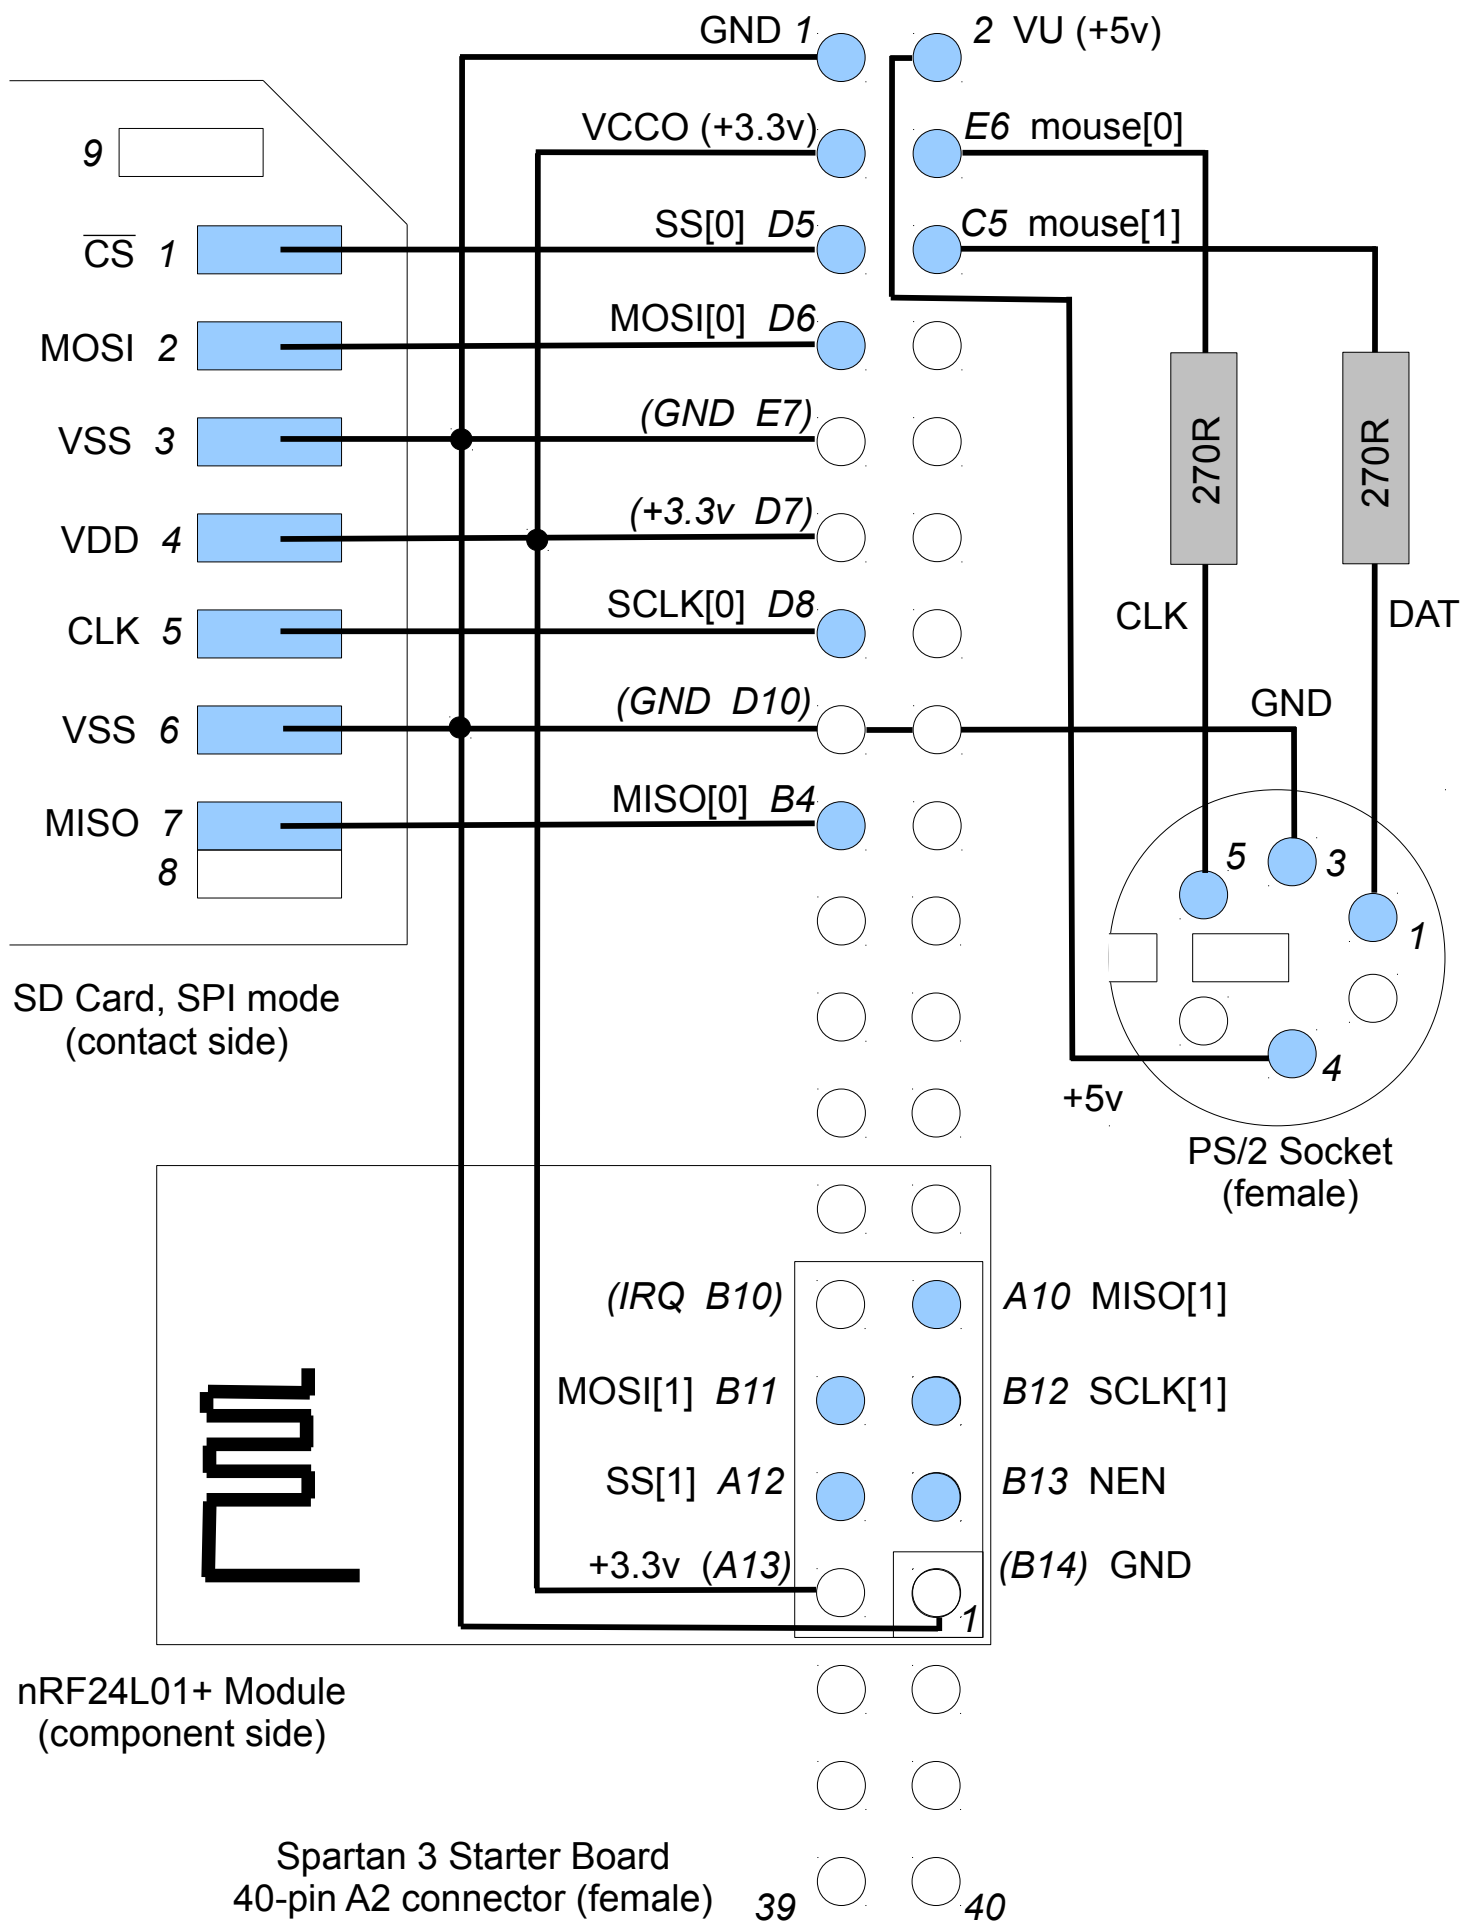 GND 1
2 VU (+5v)
9
VCCO (+3.3v)
E6 mouse[0]
CS 1
SS[0] D5
C5 mouse[1]
MOSI 2
MOSI[0] D6
VSS 3
(GND E7)
270R
270R
VDD 4
(+3.3v D7)
CLK 5
SCLK[0] D8
CLK
DAT
VSS 6
(GND D10)
GND
MISO 7
MISO[0] B4
8
5
3
1
4
+5v
SD Card, SPI mode
(contact side)
PS/2 Socket
(female)
(IRQ B10)
A10 MISO[1]
MOSI[1] B11
B12 SCLK[1]
SS[1] A12
B13 NEN
+3.3v (A13)
(B14) GND
1
nRF24L01+ Module
(component side)
Spartan 3 Starter Board
40-pin A2 connector (female)
39
40